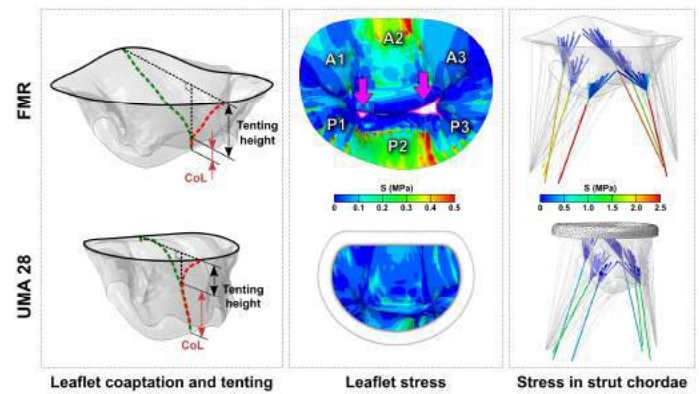 FMR
Tenting
height
CoL
A1
A2
A3
P1
P2
P3
S (MPa)
0 0.1 0.2 0.3 0.4 0.5
S (MPa)
0 0.5 1.0 1.5 2.0 2.5
UMA 28
Tenting
height
CoL
Leaflet coaptation and tenting
Leaflet stress
Stress in strut chordae